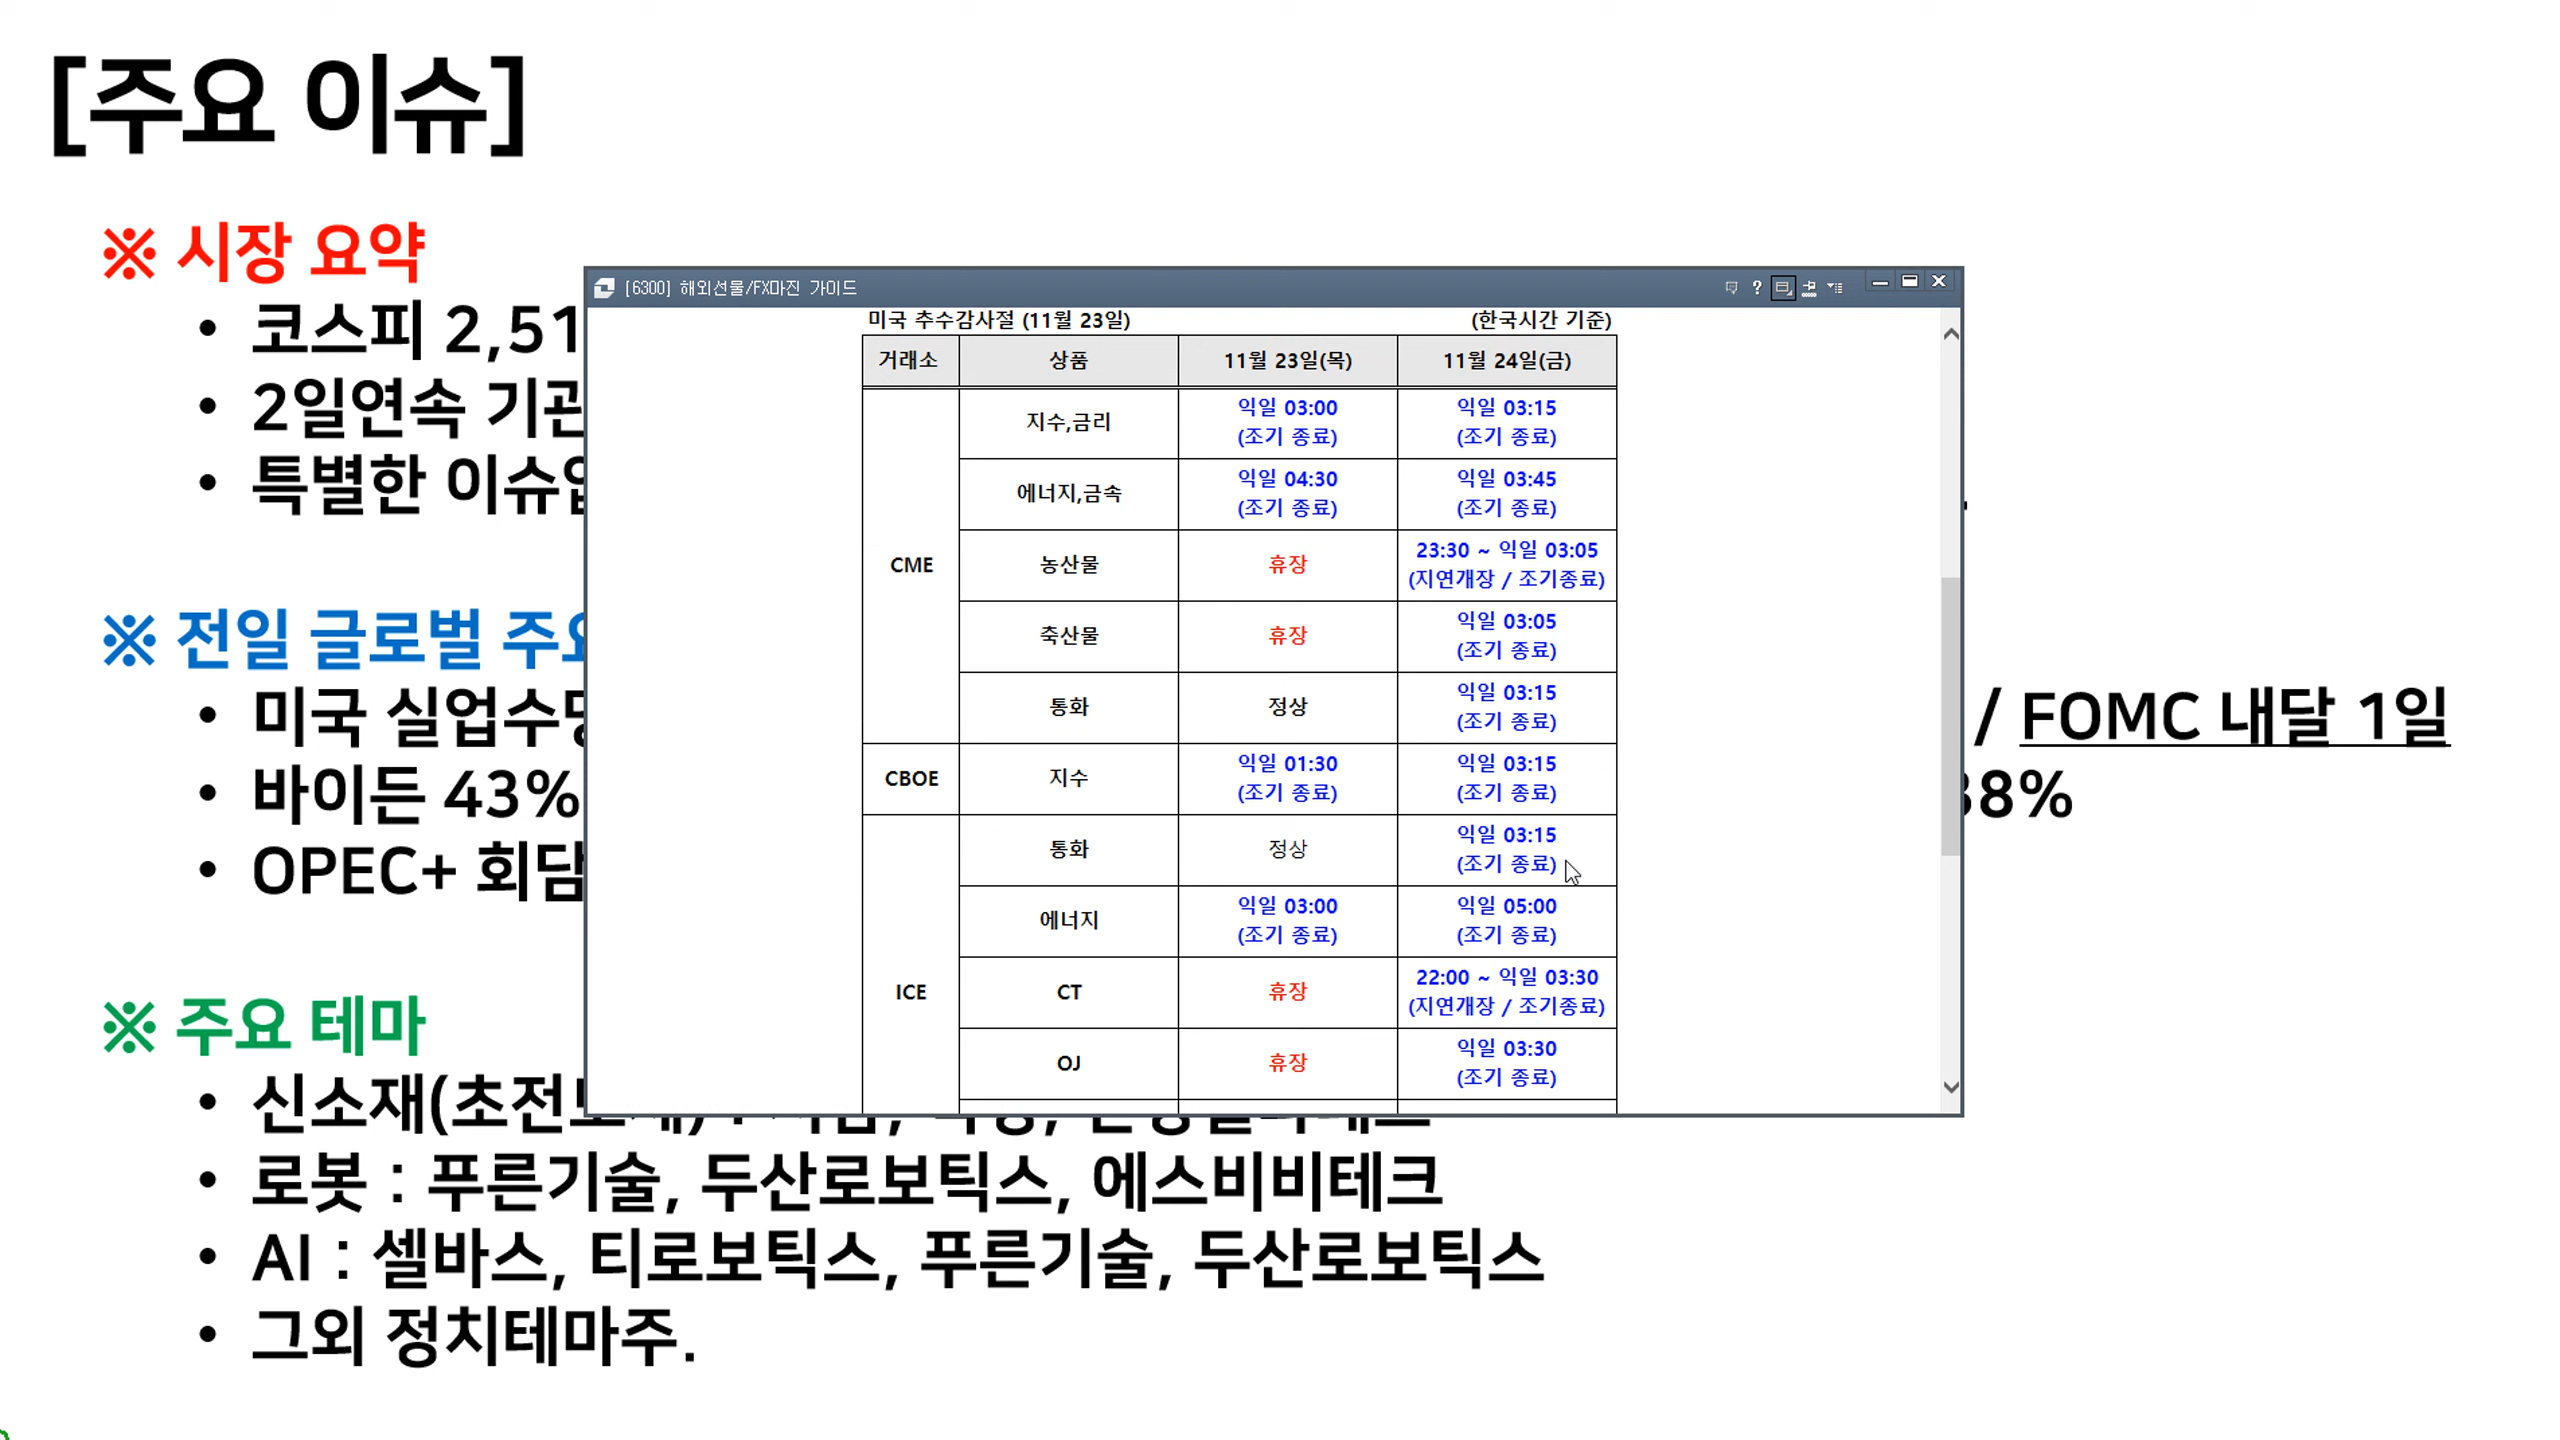 [주요 이슈]
※ 시장 요약
• 코스피 2,51
• 2일연속 기관
• 특별한 이슈
※ 전일 글로벌 주요
• 미국 실업수당
/ FOMC 내달 1일
• 바이든 43%
38%
• OPEC+ 회담
※ 주요 테마
• 신소재(초전도체) :
• 로봇 : 푸른기술, 두산로보틱스, 에스비비테크
• AI : 셀바스, 티로보틱스, 푸른기술, 두산로보틱스
• 그외 정치테마주.
[6300] 해외선물/FX마진 가이드
미국 추수감사절 (11월 23일) (한국시간 기준)
거래소 상품 11월 23일(목) 11월 24일(금)
CME
지수,금리 익일 03:00 (조기 종료) 익일 03:15 (조기 종료)
에너지,금속 익일 04:30 (조기 종료) 익일 03:45 (조기 종료)
농산물 휴장 23:30 ~ 익일 03:05 (지연개장 / 조기종료)
축산물 휴장 익일 03:05 (조기 종료)
통화 정상 익일 03:15 (조기 종료)
CBOE
지수 익일 01:30 (조기 종료) 익일 03:15 (조기 종료)
ICE
통화 정상 익일 03:15 (조기 종료)
에너지 익일 03:00 (조기 종료) 익일 05:00 (조기 종료)
CT 휴장 22:00 ~ 익일 03:30 (지연개장 / 조기종료)
OJ 휴장 익일 03:30 (조기 종료)